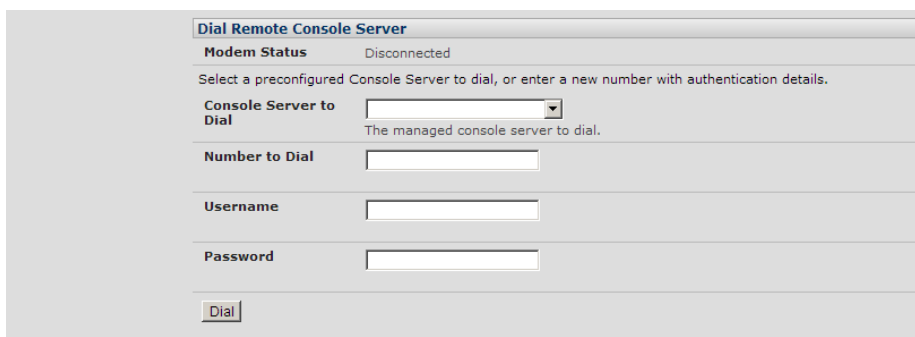 Dial Remote Console Server
Modem Status Disconnected
Select a preconfigured Console Server to dial, or enter a new number with authentication details.
Console Server to
Dial
The managed console server to dial.
Number to Dial
Username
Password
Dial